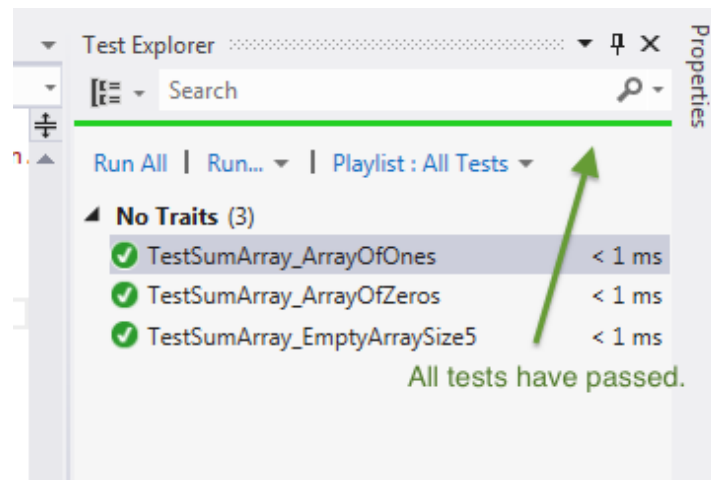 Test Explorer
Search
Run All | Run... | Playlist : All Tests
No Traits (3)
TestSumArray_ArrayOfOnes < 1 ms
TestSumArray_ArrayOfZeros < 1 ms
TestSumArray_EmptyArraySize5 < 1 ms
All tests have passed.
Properties